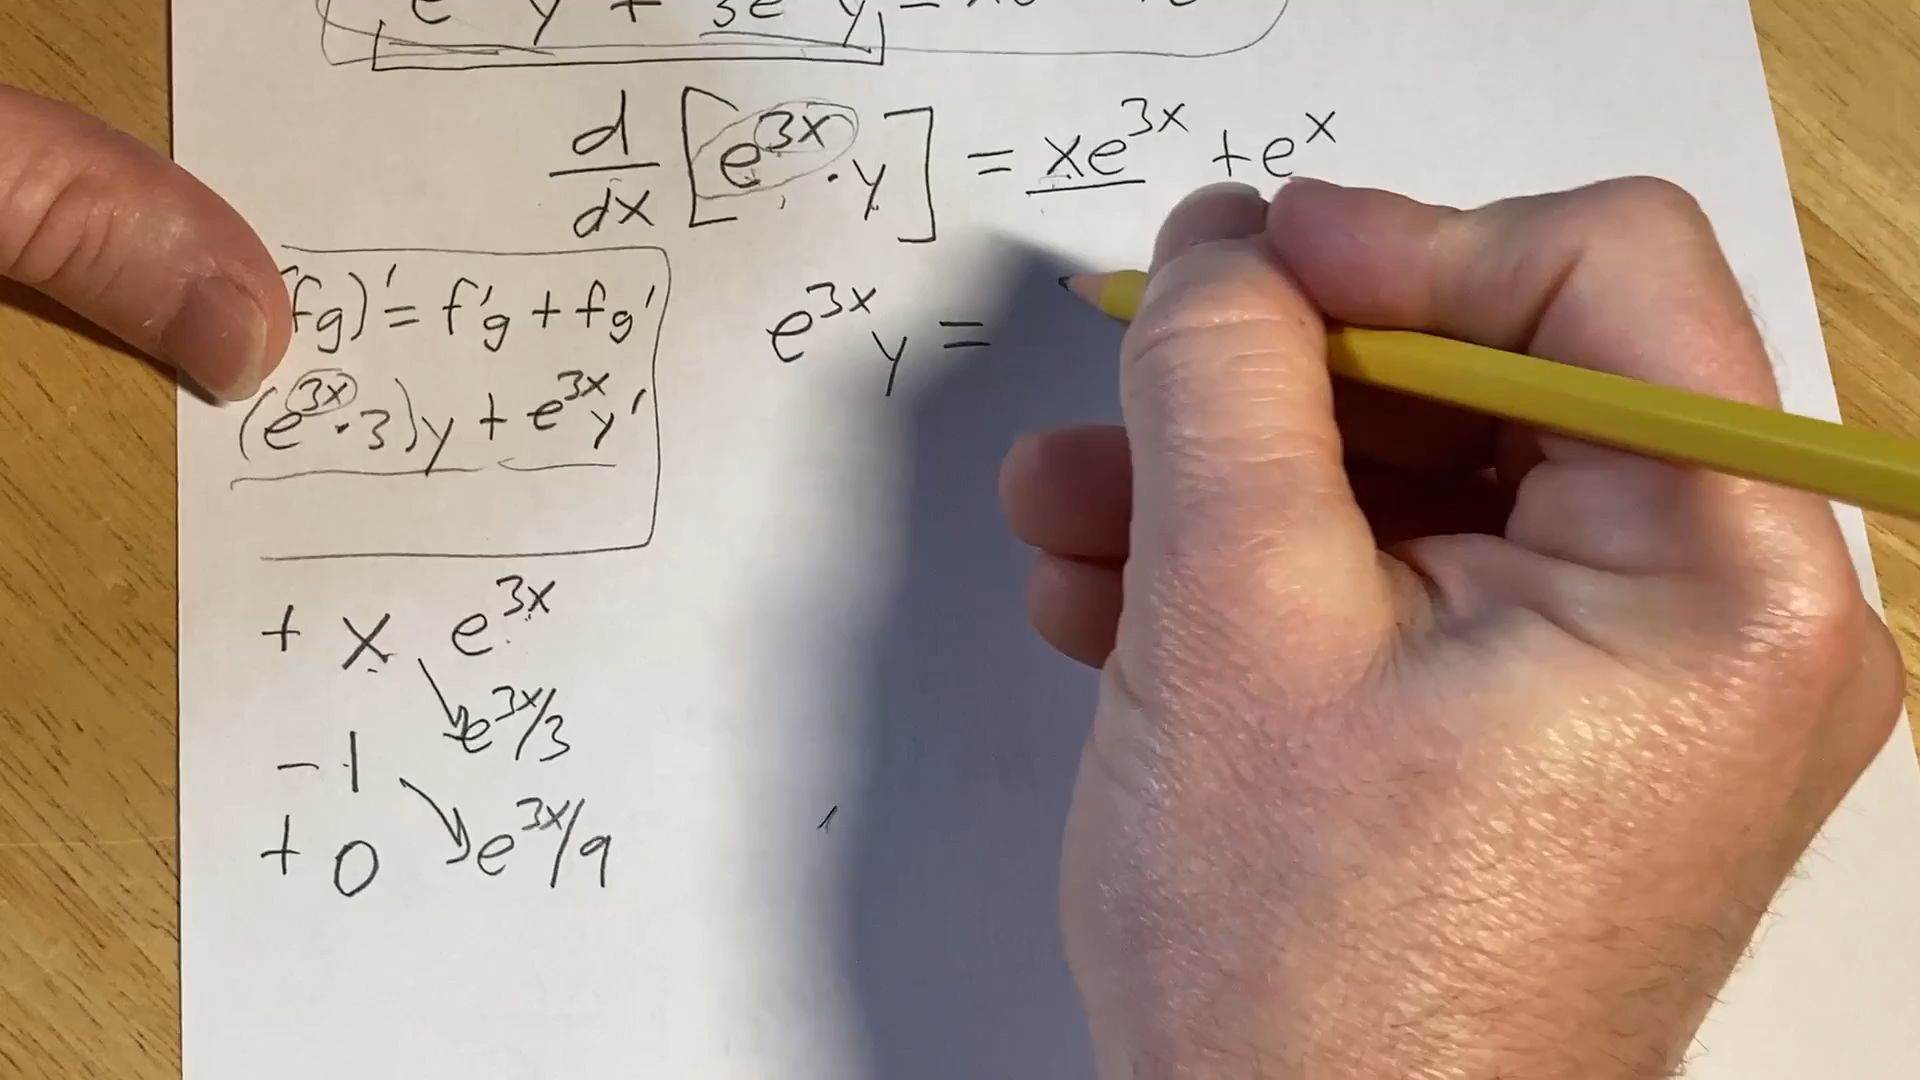 d/dx [e^{3x} · y] = xe^{3x} + e^x
(fg)' = f'g + fg'
(e^{3x} · 3)y + e^{3x}y'
e^{3x}y =
+ x e^{3x}
e^{3x}/3
- 1
+ 0 e^{3x}/9